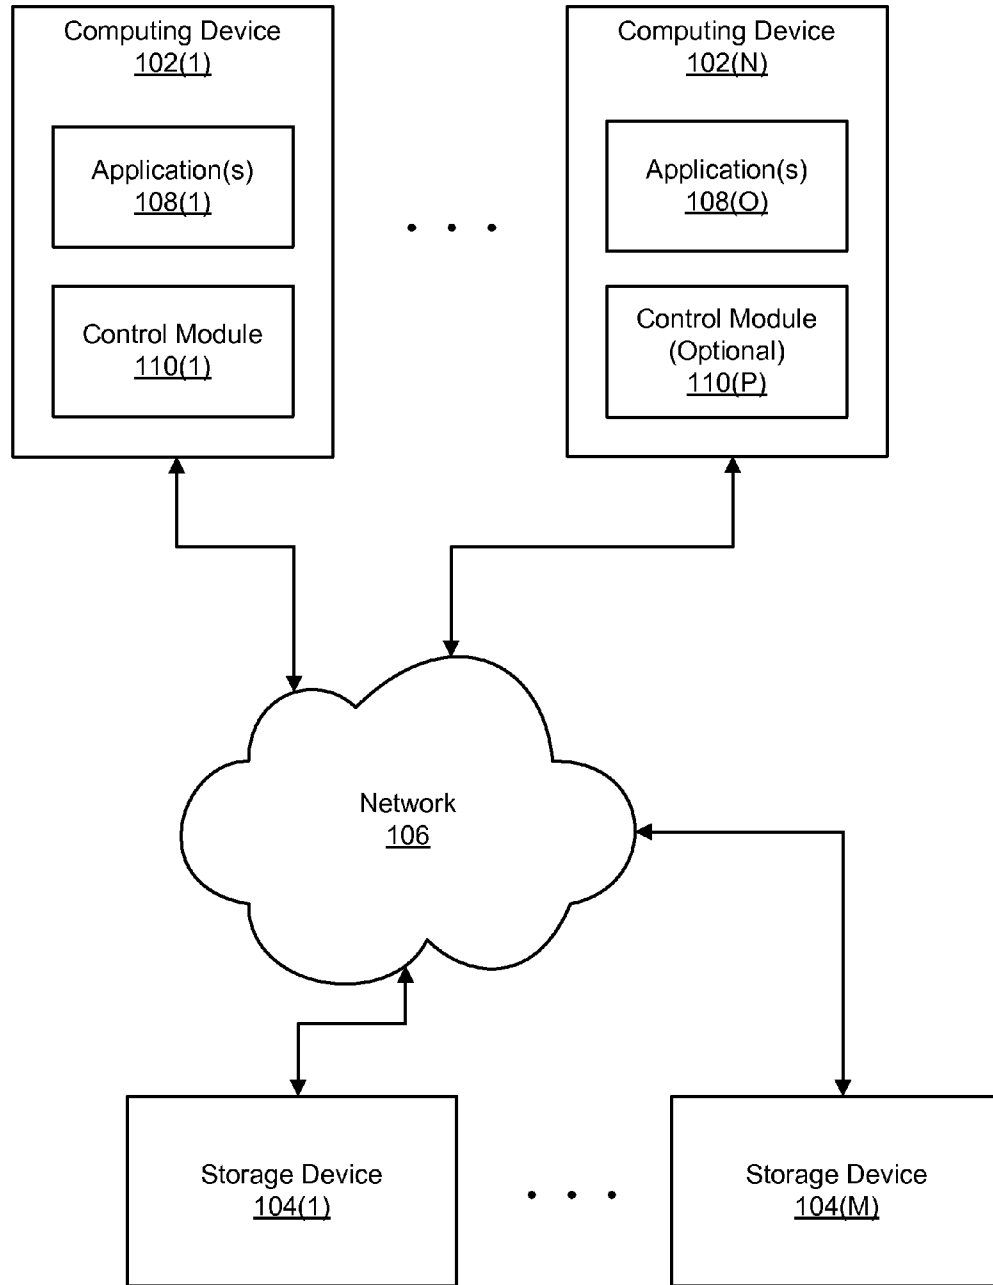 Computing Device
102(1)
Application(s)
108(1)
Control Module
110(1)
Computing Device
102(N)
Application(s)
108(O)
Control Module
(Optional)
110(P)
Network
106
Storage Device
104(1)
Storage Device
104(M)